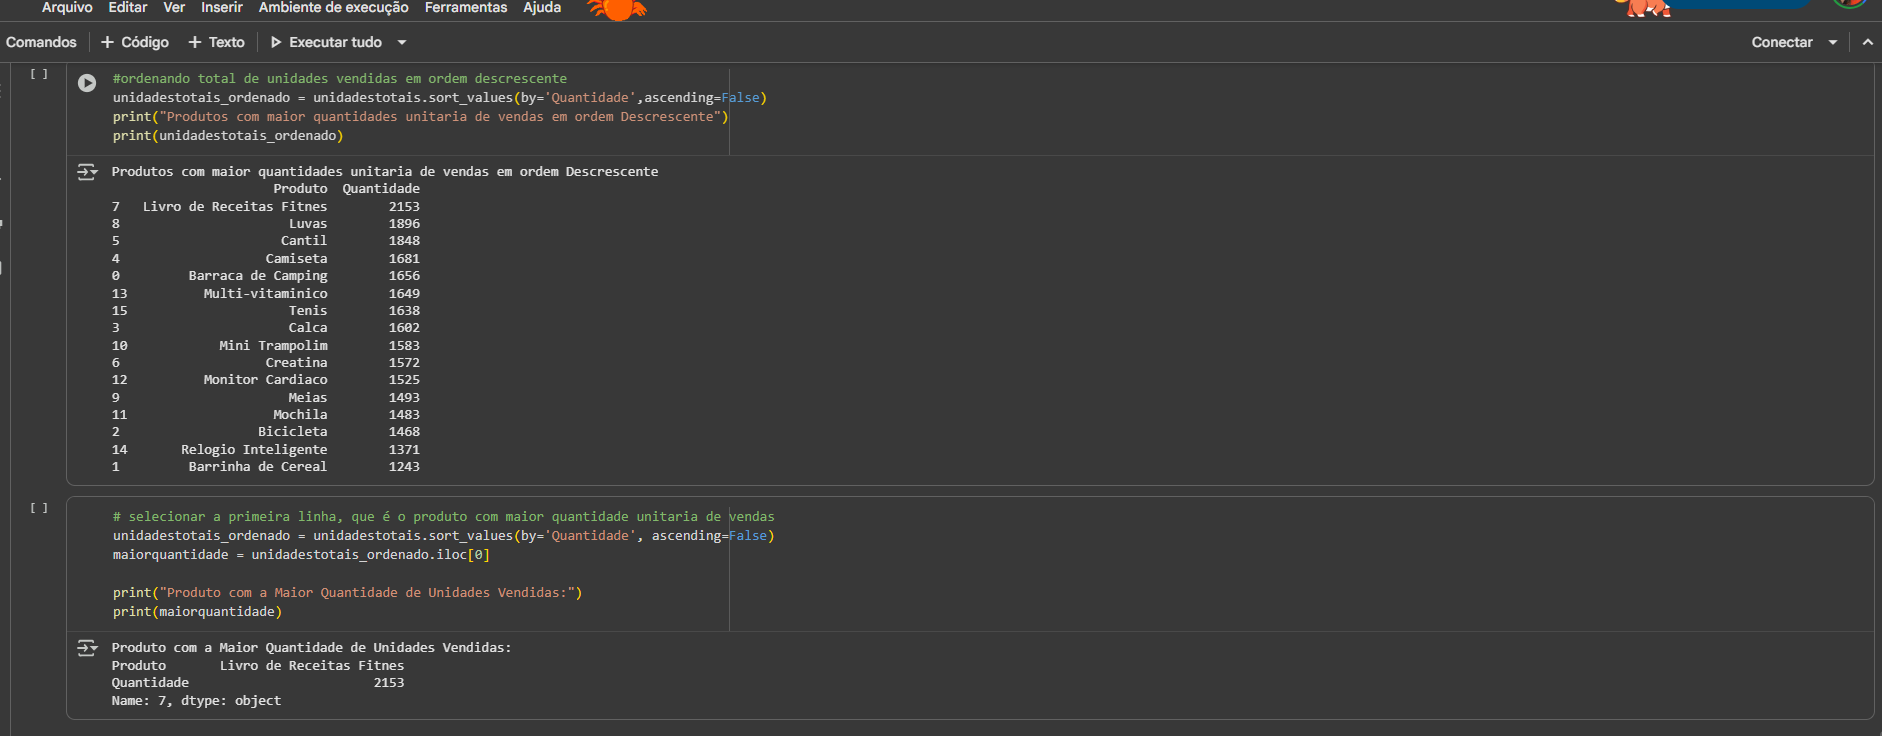 Arquivo Editar Ver Inserir Ambiente de execução Ferramentas Ajuda
Comandos + Código + Texto Executar tudo Conectar
[ ] #ordenando total de unidades vendidas em ordem descrescente
unidadestotais_ordenado = unidadestotais.sort_values(by='Quantidade',ascending=False)
print("Produtos com maior quantidades unitaria de vendas em ordem Descrescente")
print(unidadestotais_ordenado)
Produtos com maior quantidades unitaria de vendas em ordem Descrescente
Produto Quantidade
7 Livro de Receitas Fitnes 2153
8 Luvas 1896
5 Cantil 1848
4 Camiseta 1681
0 Barraca de Camping 1656
13 Multi-vitaminico 1649
15 Tenis 1638
3 Calca 1602
10 Mini Trampolim 1583
6 Creatina 1572
12 Monitor Cardiaco 1525
9 Meias 1493
11 Mochila 1483
2 Bicicleta 1468
14 Relogio Inteligente 1371
1 Barrinha de Cereal 1243
[ ] # selecionar a primeira linha, que é o produto com maior quantidade unitaria de vendas
unidadestotais_ordenado = unidadestotais.sort_values(by='Quantidade', ascending=False)
maiorquantidade = unidadestotais_ordenado.iloc[0]
print("Produto com a Maior Quantidade de Unidades Vendidas:")
print(maiorquantidade)
Produto com a Maior Quantidade de Unidades Vendidas:
Produto Livro de Receitas Fitnes
Quantidade 2153
Name: 7, dtype: object